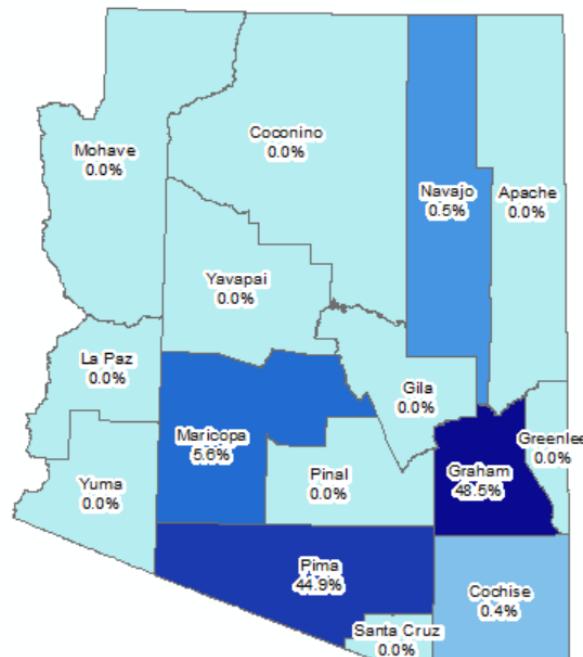 Coconino
0.0%
Mohave
0.0%
Navajo
0.5%
Apache
0.0%
Yavapai
0.0%
La Paz
0.0%
Gila
0.0%
Maricopa
5.6%
Greenlee
0.0%
Pinal
0.0%
Graham
48.5%
Yuma
0.0%
Pima
44.9%
Cochise
0.4%
Santa Cruz
0.0%